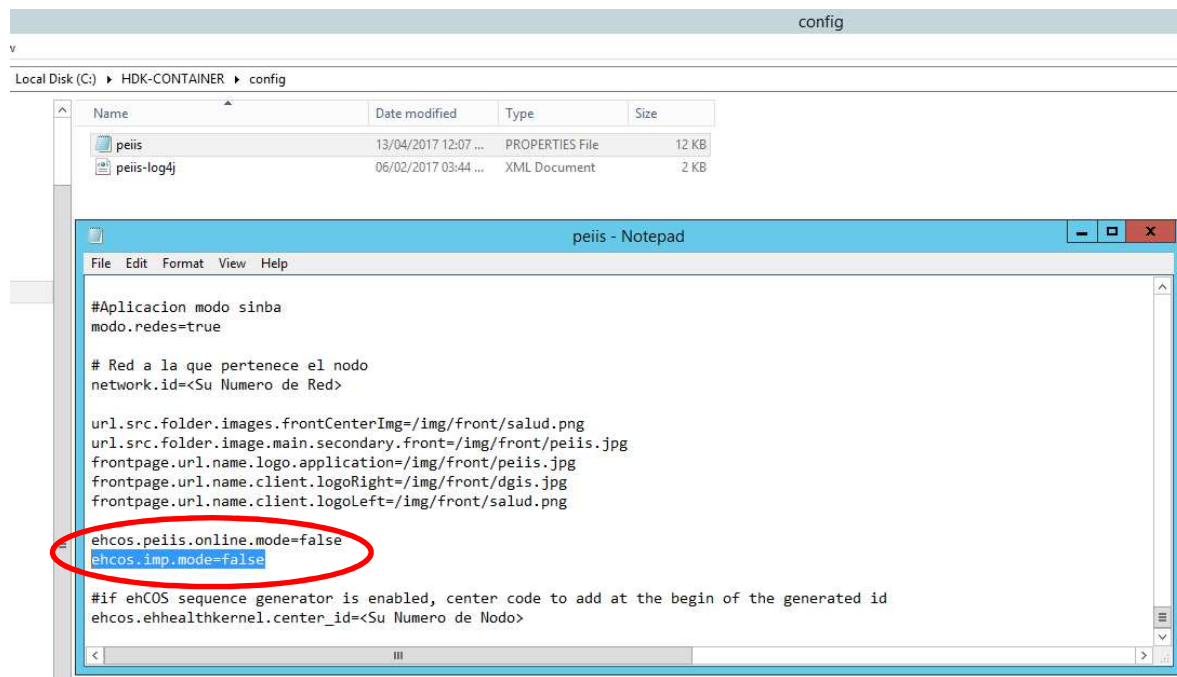 config
v
Local Disk (C:) ▸ HDK-CONTAINER ▸ config
Name Date modified Type Size
peiis 13/04/2017 12:07 ... PROPERTIES File 12 KB
peiis-log4j 06/02/2017 03:44 ... XML Document 2 KB
peiis - Notepad
File Edit Format View Help
#Aplicacion modo sinba
modo.redes=true
# Red a la que pertenece el nodo
network.id=<Su Numero de Red>
url.src.folder.images.frontCenterImg=/img/front/salud.png
url.src.folder.image.main.secondary.front=/img/front/peiis.jpg
frontpage.url.name.logo.application=/img/front/peiis.jpg
frontpage.url.name.client.logoRight=/img/front/dgis.jpg
frontpage.url.name.client.logoLeft=/img/front/salud.png
ehcos.peiis.online.mode=false
ehcos.imp.mode=false
#if ehCOS sequence generator is enabled, center code to add at the begin of the generated id
ehcos.ehhealthkernel.center_id=<Su Numero de Nodo>